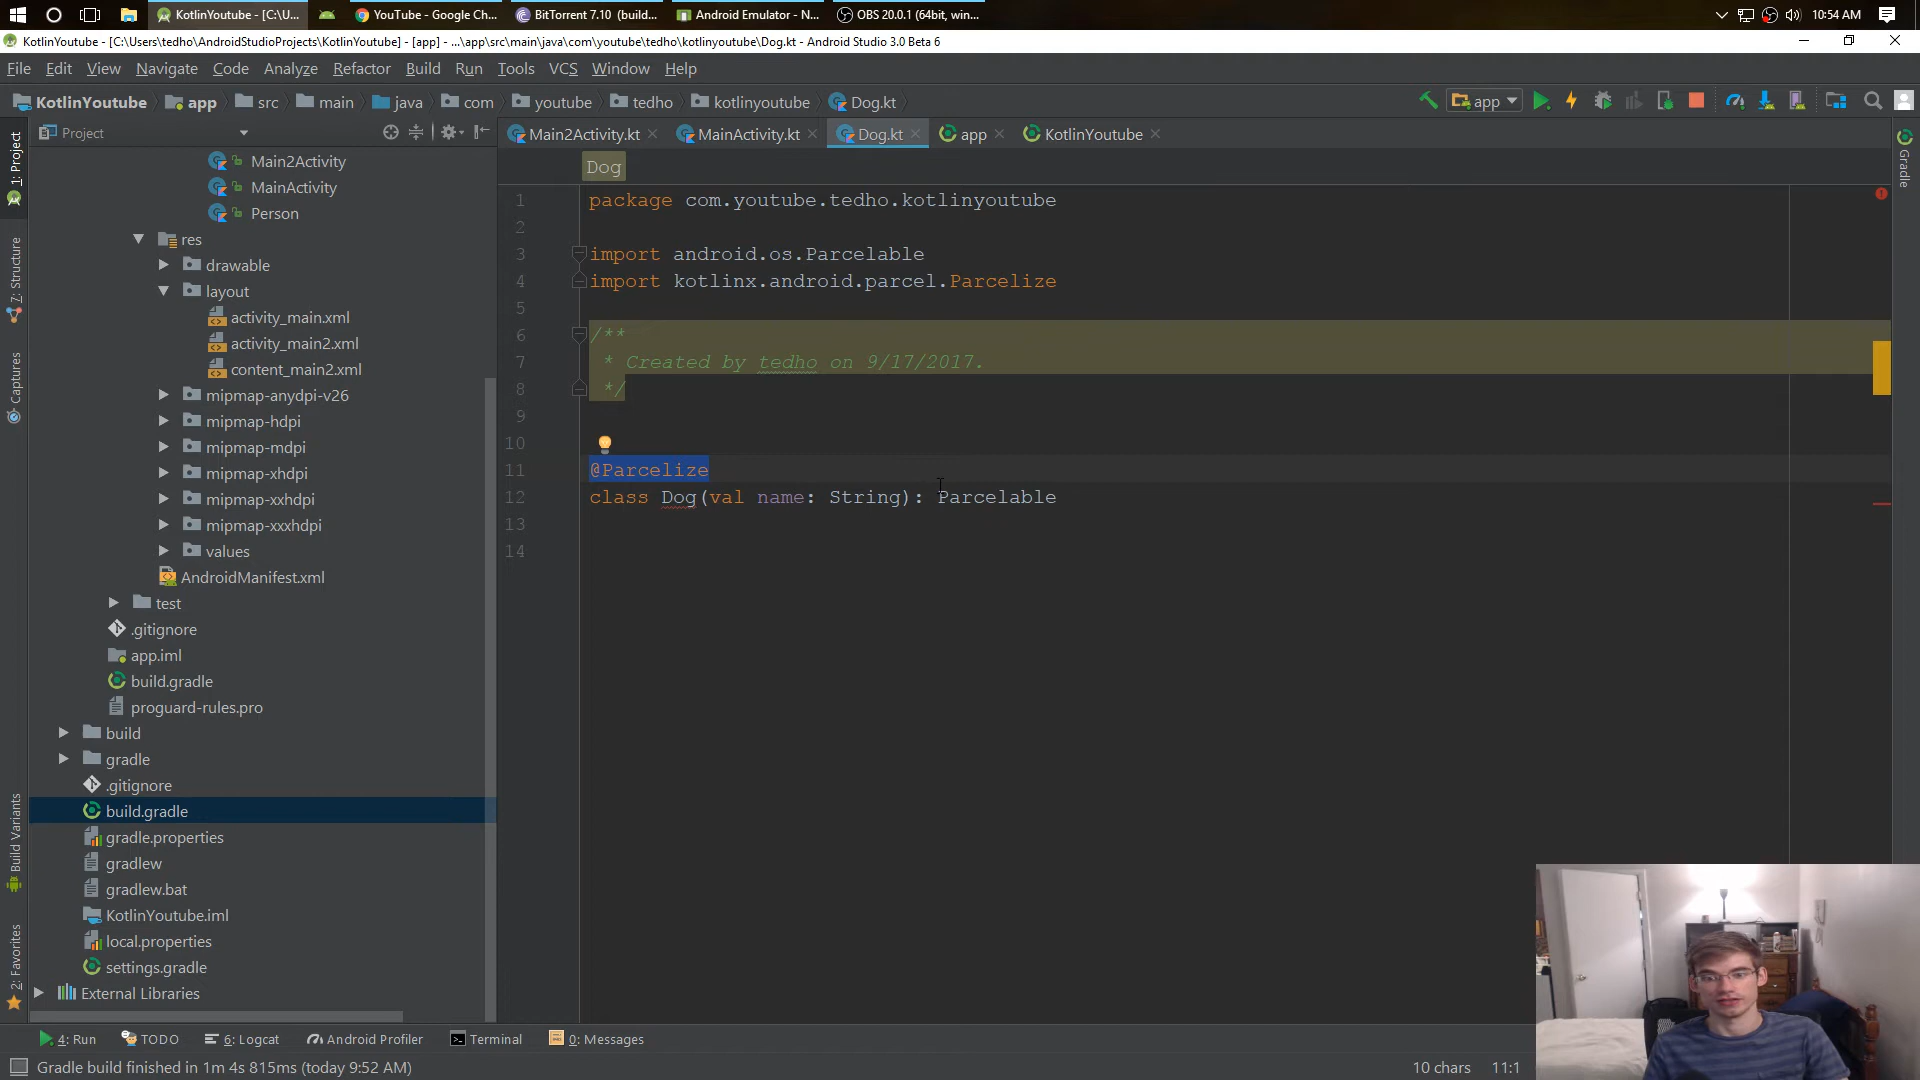 KotlinYoutube - [C:\U...
YouTube - Google Ch...
BitTorrent 7.10 (build...
Android Emulator - N...
OBS 20.0.1 (64bit, win...
10:54 AM
KotlinYoutube - [C:\Users\tedho\AndroidStudioProjects\KotlinYoutube] - [app] - ...\app\src\main\java\com\youtube\tedho\kotlinyoutube\Dog.kt - Android Studio 3.0 Beta 6
File Edit View Navigate Code Analyze Refactor Build Run Tools VCS Window Help
KotlinYoutube app src main java com youtube tedho kotlinyoutube Dog.kt
app
Project
Main2Activity.kt MainActivity.kt Dog.kt app KotlinYoutube
Dog
1: Project
7: Structure
Captures
Build Variants
2: Favorites
Gradle
Main2Activity
MainActivity
Person
res
drawable
layout
activity_main.xml
activity_main2.xml
content_main2.xml
mipmap-anydpi-v26
mipmap-hdpi
mipmap-mdpi
mipmap-xhdpi
mipmap-xxhdpi
mipmap-xxxhdpi
values
AndroidManifest.xml
test
.gitignore
app.iml
build.gradle
proguard-rules.pro
build
gradle
.gitignore
build.gradle
gradle.properties
gradlew
gradlew.bat
KotlinYoutube.iml
local.properties
settings.gradle
External Libraries
1 package com.youtube.tedho.kotlinyoutube
2
3 import android.os.Parcelable
4 import kotlinx.android.parcel.Parcelize
5
6 /**
7 * Created by tedho on 9/17/2017.
8 */
9
10
11 @Parcelize
12 class Dog(val name: String): Parcelable
13
14
4: Run TODO 6: Logcat Android Profiler Terminal 0: Messages
Gradle build finished in 1m 4s 815ms (today 9:52 AM)
10 chars 11:1